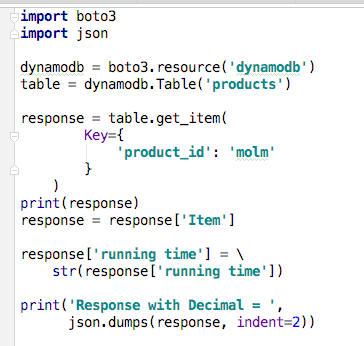 import boto3
import json
dynamodb = boto3.resource('dynamodb')
table = dynamodb.Table('products')
response = table.get_item(
Key={
'product_id': 'molm'
}
)
print(response)
response = response['Item']
response['running time'] = \
str(response['running time'])
print('Response with Decimal = ',
json.dumps(response, indent=2))